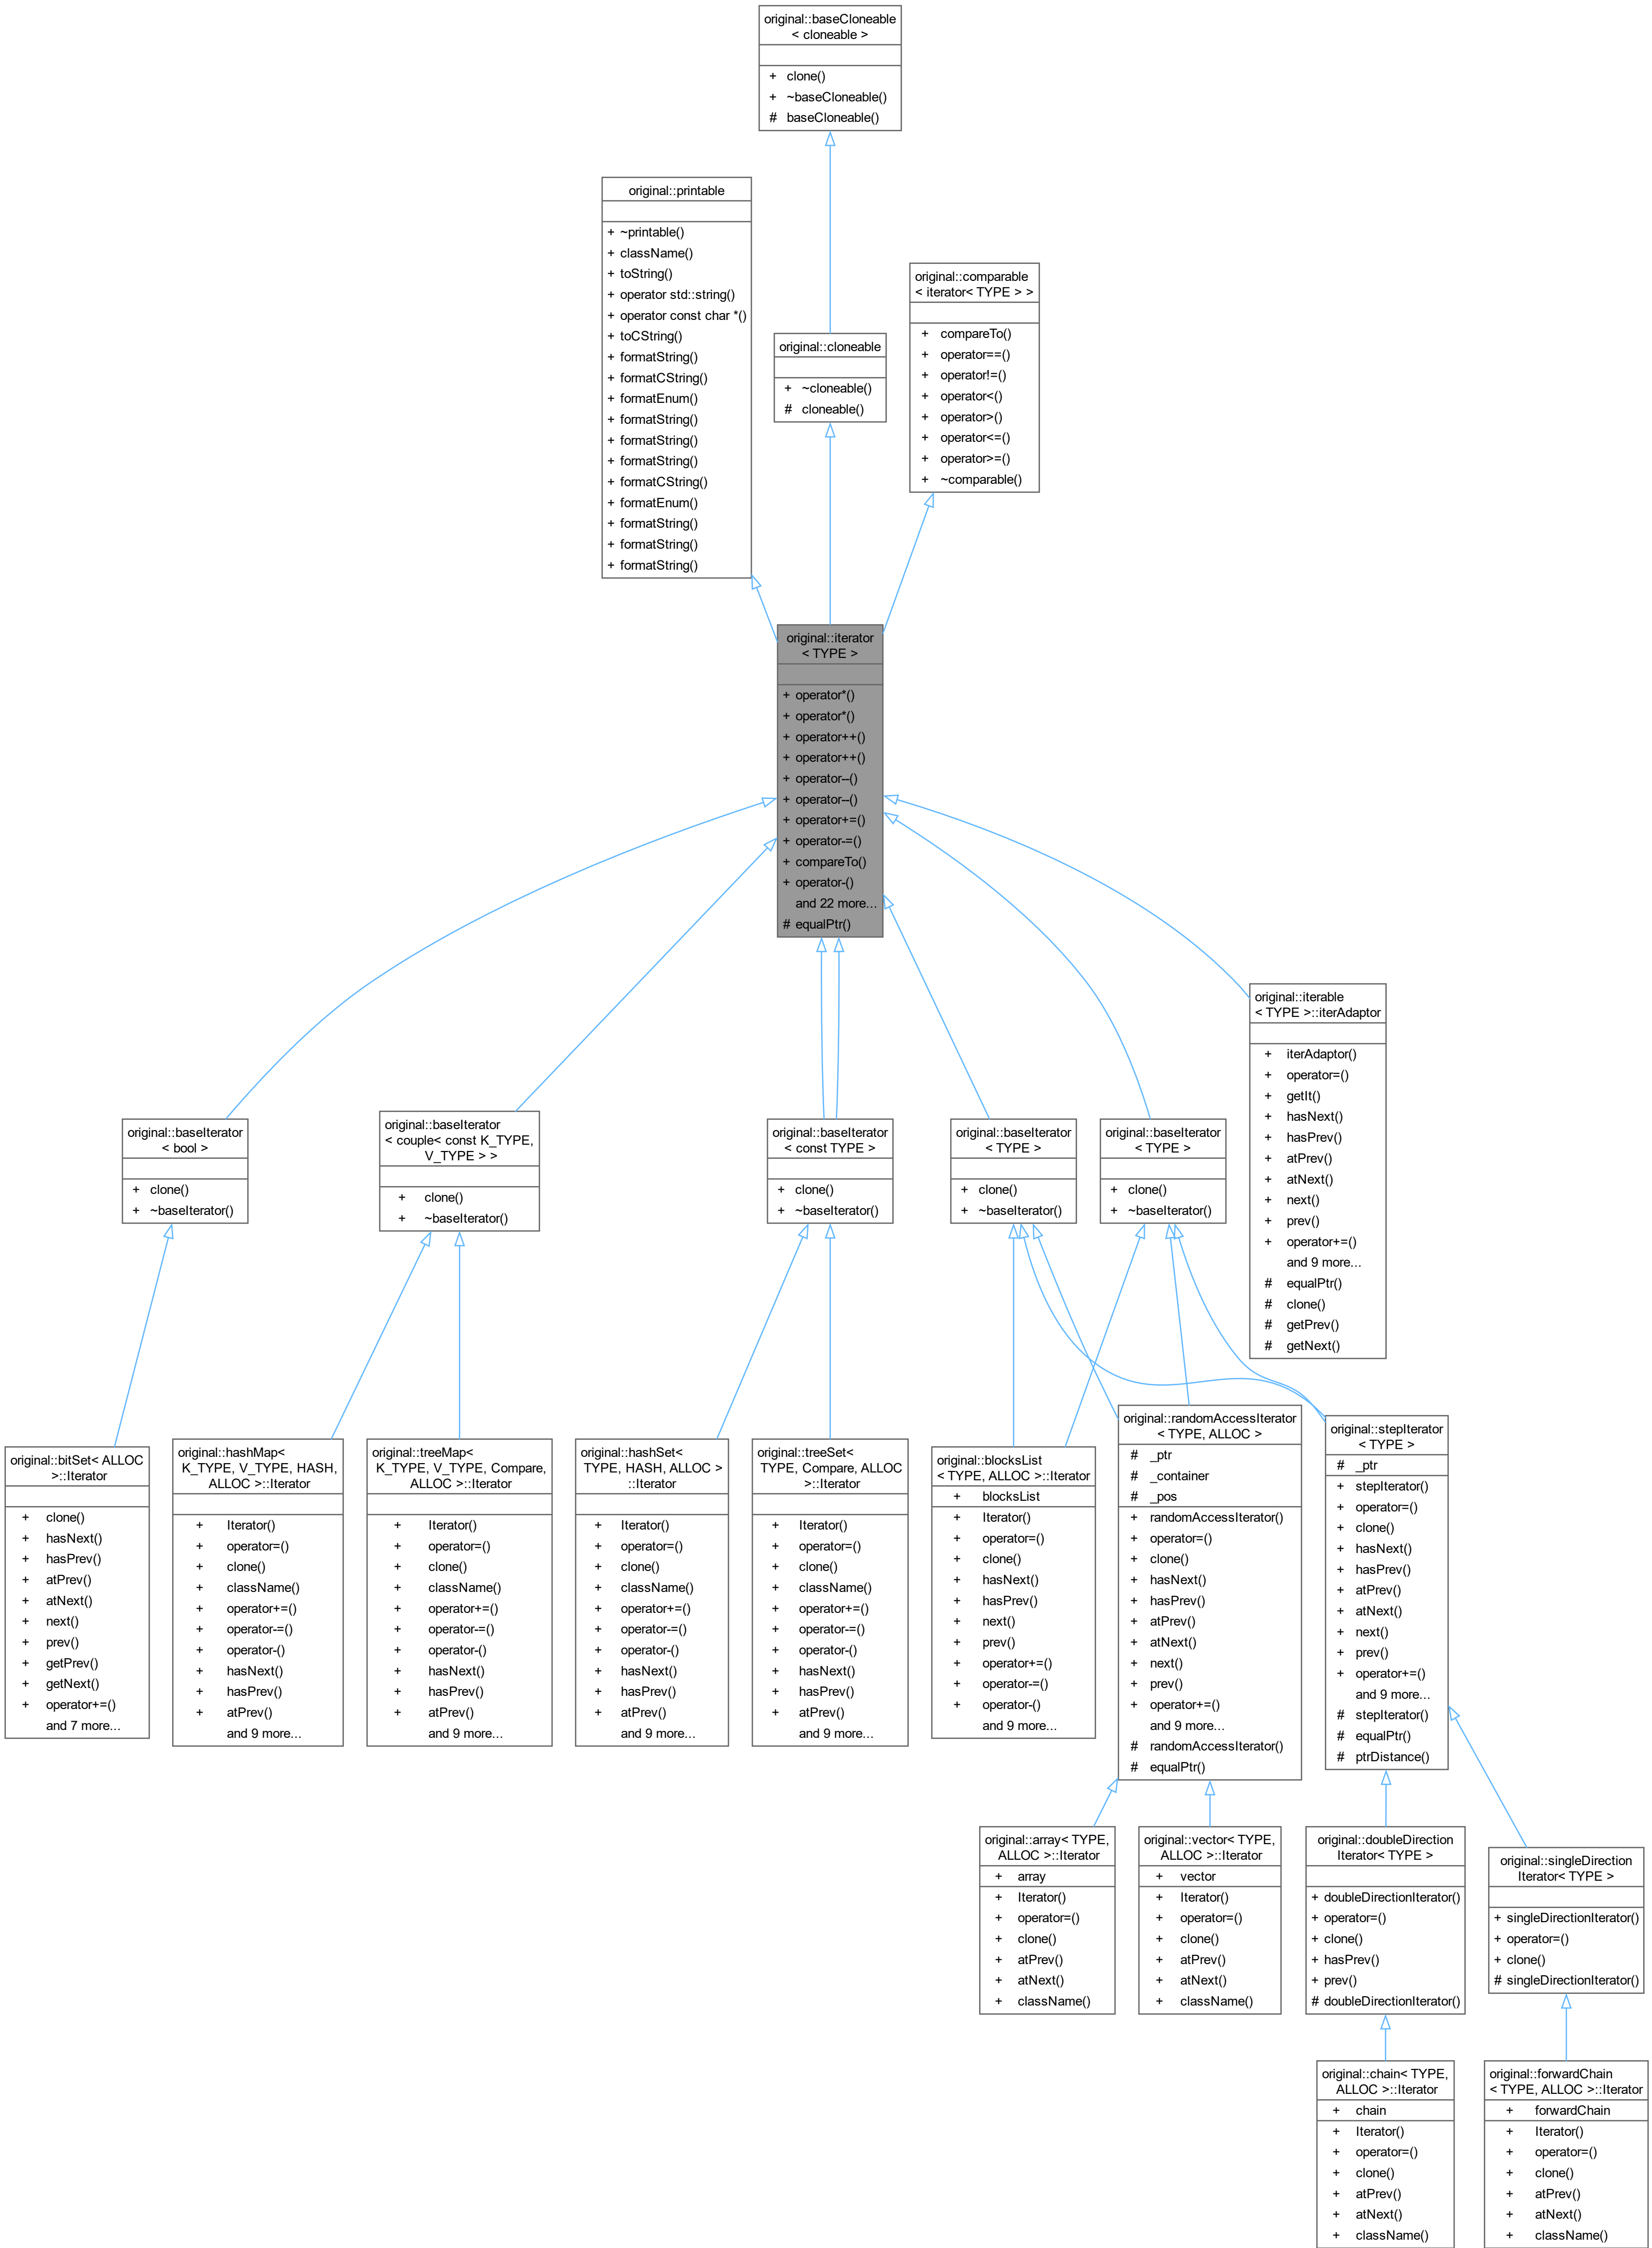 original::baseCloneable
< cloneable >
+ clone()
+ ~baseCloneable()
# baseCloneable()
original::printable
+ ~printable()
+ className()
+ toString()
+ operator std::string()
+ operator const char *()
+ toCString()
+ formatString()
+ formatCString()
+ formatEnum()
+ formatString()
+ formatString()
+ formatString()
+ formatCString()
+ formatEnum()
+ formatString()
+ formatString()
+ formatString()
original::cloneable
+ ~cloneable()
# cloneable()
original::comparable
< iterator< TYPE > >
+ compareTo()
+ operator==()
+ operator!=()
+ operator<()
+ operator>()
+ operator<=()
+ operator>=()
+ ~comparable()
original::iterator
< TYPE >
+ operator*()
+ operator*()
+ operator++()
+ operator++()
+ operator--()
+ operator--()
+ operator+=()
+ operator-=()
+ compareTo()
+ operator-()
and 22 more...
# equalPtr()
original::iterable
< TYPE >::iterAdaptor
+ iterAdaptor()
+ operator=()
+ getIt()
+ hasNext()
+ hasPrev()
+ atPrev()
+ atNext()
+ next()
+ prev()
+ operator+=()
and 9 more...
# equalPtr()
# clone()
# getPrev()
# getNext()
original::baseIterator
< bool >
+ clone()
+ ~baseIterator()
original::baseIterator
< couple< const K_TYPE,
V_TYPE > >
+ clone()
+ ~baseIterator()
original::baseIterator
< const TYPE >
+ clone()
+ ~baseIterator()
original::baseIterator
< TYPE >
+ clone()
+ ~baseIterator()
original::baseIterator
< TYPE >
+ clone()
+ ~baseIterator()
original::bitSet< ALLOC
>::Iterator
+ clone()
+ hasNext()
+ hasPrev()
+ atPrev()
+ atNext()
+ next()
+ prev()
+ getPrev()
+ getNext()
+ operator+=()
and 7 more...
original::hashMap<
K_TYPE, V_TYPE, HASH,
ALLOC >::Iterator
+ Iterator()
+ operator=()
+ clone()
+ className()
+ operator+=()
+ operator-=()
+ operator-()
+ hasNext()
+ hasPrev()
+ atPrev()
and 9 more...
original::treeMap<
K_TYPE, V_TYPE, Compare,
ALLOC >::Iterator
+ Iterator()
+ operator=()
+ clone()
+ className()
+ operator+=()
+ operator-=()
+ operator-()
+ hasNext()
+ hasPrev()
+ atPrev()
and 9 more...
original::hashSet<
TYPE, HASH, ALLOC >
::Iterator
+ Iterator()
+ operator=()
+ clone()
+ className()
+ operator+=()
+ operator-=()
+ operator-()
+ hasNext()
+ hasPrev()
+ atPrev()
and 9 more...
original::treeSet<
TYPE, Compare, ALLOC
>::Iterator
+ Iterator()
+ operator=()
+ clone()
+ className()
+ operator+=()
+ operator-=()
+ operator-()
+ hasNext()
+ hasPrev()
+ atPrev()
and 9 more...
original::blocksList
< TYPE, ALLOC >::Iterator
+ blocksList
+ Iterator()
+ operator=()
+ clone()
+ hasNext()
+ hasPrev()
+ next()
+ prev()
+ operator+=()
+ operator-=()
+ operator-()
and 9 more...
original::randomAccessIterator
< TYPE, ALLOC >
# _ptr
# _container
# _pos
+ randomAccessIterator()
+ operator=()
+ clone()
+ hasNext()
+ hasPrev()
+ atPrev()
+ atNext()
+ next()
+ prev()
+ operator+=()
and 9 more...
# randomAccessIterator()
# equalPtr()
original::stepIterator
< TYPE >
# _ptr
+ stepIterator()
+ operator=()
+ clone()
+ hasNext()
+ hasPrev()
+ atPrev()
+ atNext()
+ next()
+ prev()
+ operator+=()
and 9 more...
# stepIterator()
# equalPtr()
# ptrDistance()
original::array< TYPE,
ALLOC >::Iterator
+ array
+ Iterator()
+ operator=()
+ clone()
+ atPrev()
+ atNext()
+ className()
original::vector< TYPE,
ALLOC >::Iterator
+ vector
+ Iterator()
+ operator=()
+ clone()
+ atPrev()
+ atNext()
+ className()
original::doubleDirection
Iterator< TYPE >
+ doubleDirectionIterator()
+ operator=()
+ clone()
+ hasPrev()
+ prev()
# doubleDirectionIterator()
original::singleDirection
Iterator< TYPE >
+ singleDirectionIterator()
+ operator=()
+ clone()
# singleDirectionIterator()
original::chain< TYPE,
ALLOC >::Iterator
+ chain
+ Iterator()
+ operator=()
+ clone()
+ atPrev()
+ atNext()
+ className()
original::forwardChain
< TYPE, ALLOC >::Iterator
+ forwardChain
+ Iterator()
+ operator=()
+ clone()
+ atPrev()
+ atNext()
+ className()